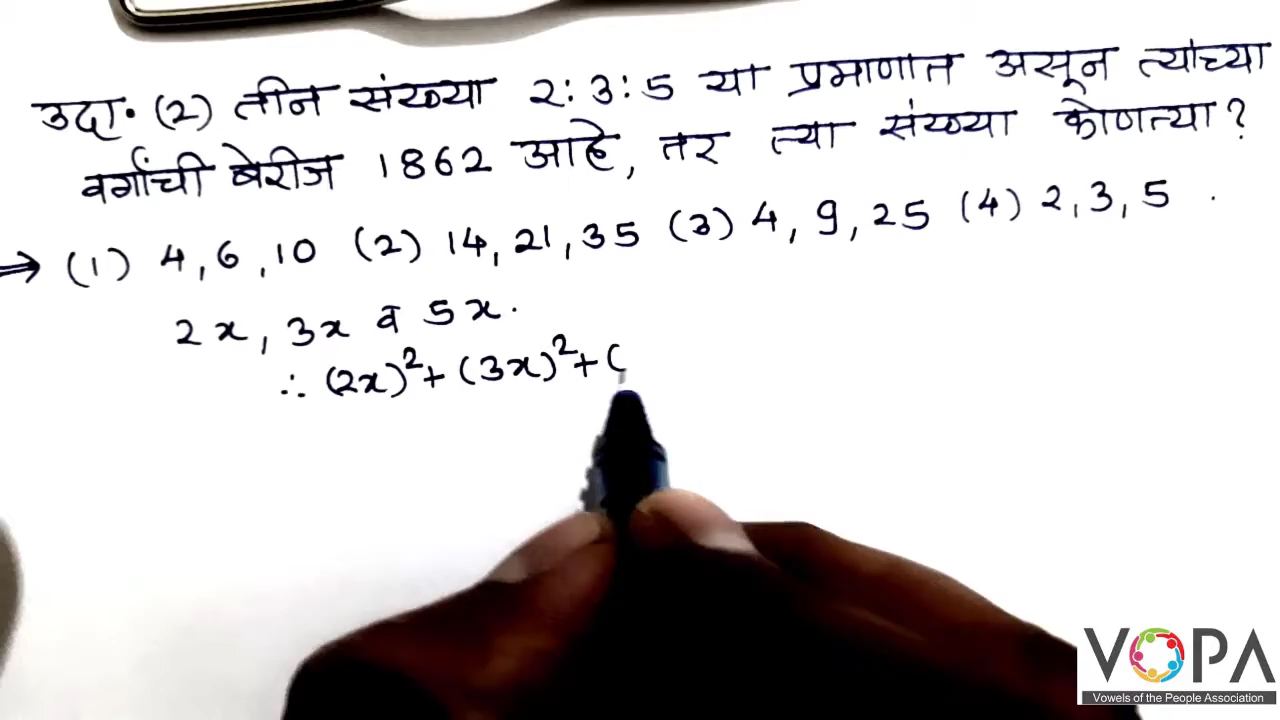 उदा. (2) तीन संख्या 2:3:5 या प्रमाणात असून त्यांच्या
वर्गांची बेरीज 1862 आहे, तर त्या संख्या कोणत्या?
⇒ (1) 4, 6, 10 (2) 14, 21, 35 (3) 4, 9, 25 (4) 2, 3, 5.
2x, 3x व 5x.
∴ (2x)² + (3x)² + (
VOPA
Vowels of the People Association